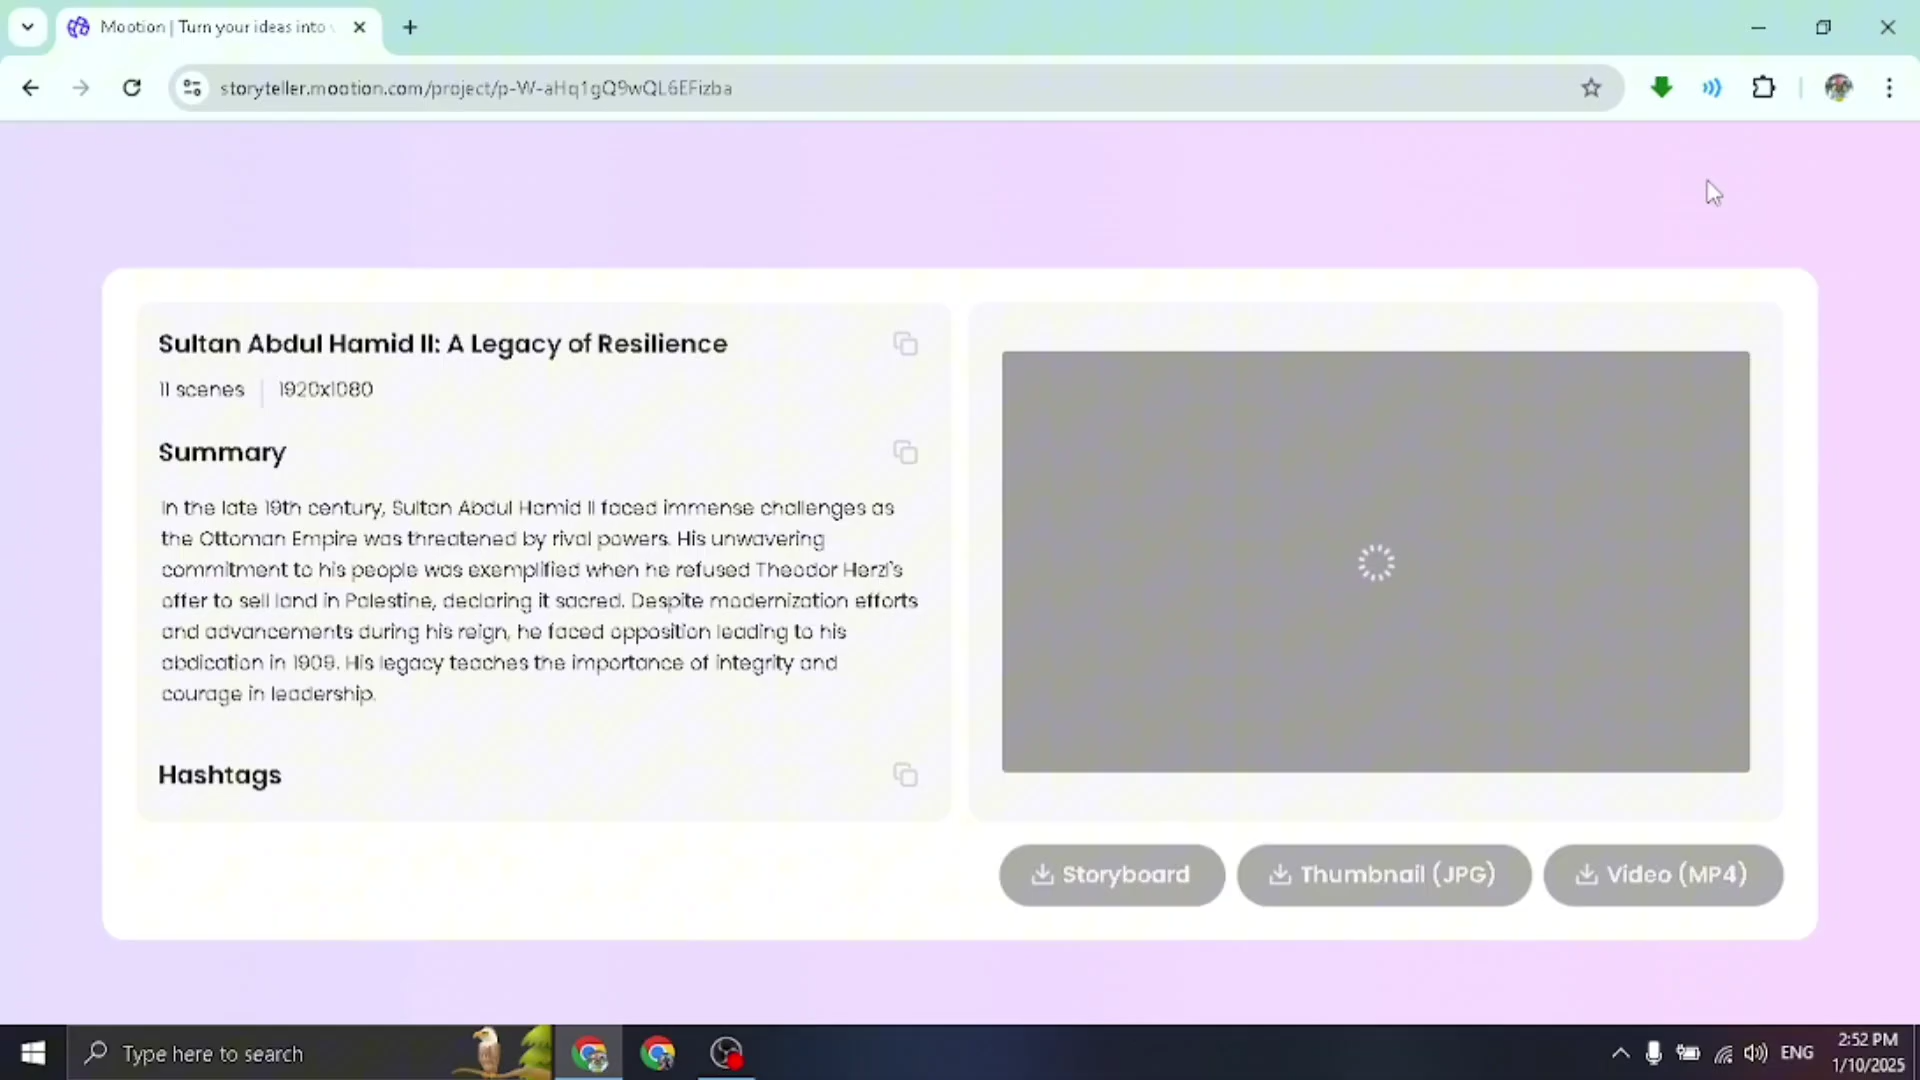 Mootion | Turn your ideas into
storyteller.mootion.com/project/p-W-aHq1gQ9wQL6EFizba
Sultan Abdul Hamid II: A Legacy of Resilience
11 scenes | 1920x1080
Summary
In the late 19th century, Sultan Abdul Hamid II faced immense challenges as
the Ottoman Empire was threatened by rival powers. His unwavering
commitment to his people was exemplified when he refused Theodor Herzl's
offer to sell land in Palestine, declaring it sacred. Despite modernization efforts
and advancements during his reign, he faced opposition leading to his
abdication in 1909. His legacy teaches the importance of integrity and
courage in leadership.
Hashtags
Storyboard
Thumbnail (JPG)
Video (MP4)
Type here to search
ENG
2:52 PM
1/10/2025